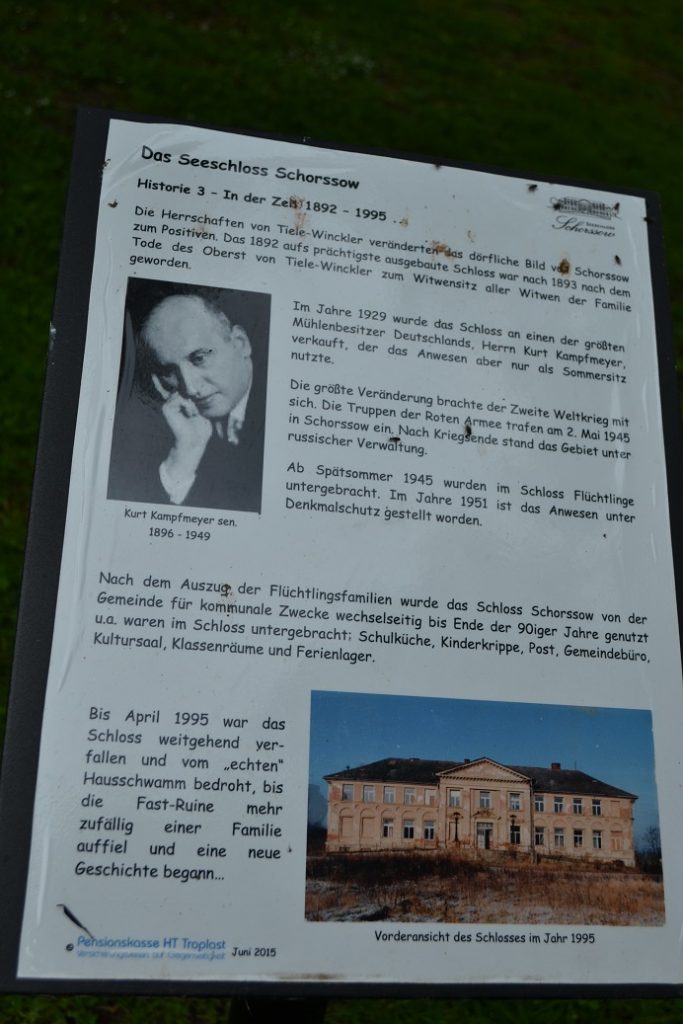 Das Seeschloss Schorssow
Historie 3 - In der Zeit 1892 - 1995
SEESCHLOSS
Schorssow
Die Herrschaften von Tiele-Winckler veränderten das dörfliche Bild von Schorssow
zum Positiven. Das 1892 aufs prächtigste ausgebaute Schloss war nach 1893 nach dem
Tode des Oberst von Tiele-Winckler zum Witwensitz aller Witwen der Familie
geworden.
Im Jahre 1929 wurde das Schloss an einen der größten
Mühlenbesitzer Deutschlands, Herrn Kurt Kampfmeyer,
verkauft, der das Anwesen aber nur als Sommersitz
nutzte.
Die größte Veränderung brachte der Zweite Weltkrieg mit
sich. Die Truppen der Roten Armee trafen am 2. Mai 1945
in Schorssow ein. Nach Kriegsende stand das Gebiet unter
russischer Verwaltung.
Ab Spätsommer 1945 wurden im Schloss Flüchtlinge
untergebracht. Im Jahre 1951 ist das Anwesen unter
Denkmalschutz gestellt worden.
Kurt Kampfmeyer sen.
1896 - 1949
Nach dem Auszug der Flüchtlingsfamilien wurde das Schloss Schorssow von der
Gemeinde für kommunale Zwecke wechselseitig bis Ende der 90iger Jahre genutzt
u.a. waren im Schloss untergebracht: Schulküche, Kinderkrippe, Post, Gemeindebüro,
Kultursaal, Klassenräume und Ferienlager.
Bis April 1995 war das
Schloss weitgehend ver-
fallen und vom „echten"
Hausschwamm bedroht, bis
die Fast-Ruine mehr
zufällig einer Familie
auffiel und eine neue
Geschichte begann...
Vorderansicht des Schlosses im Jahr 1995
© Pensionskasse HT Troplast
Versicherungsverein auf Gegenseitigkeit Juni 2015